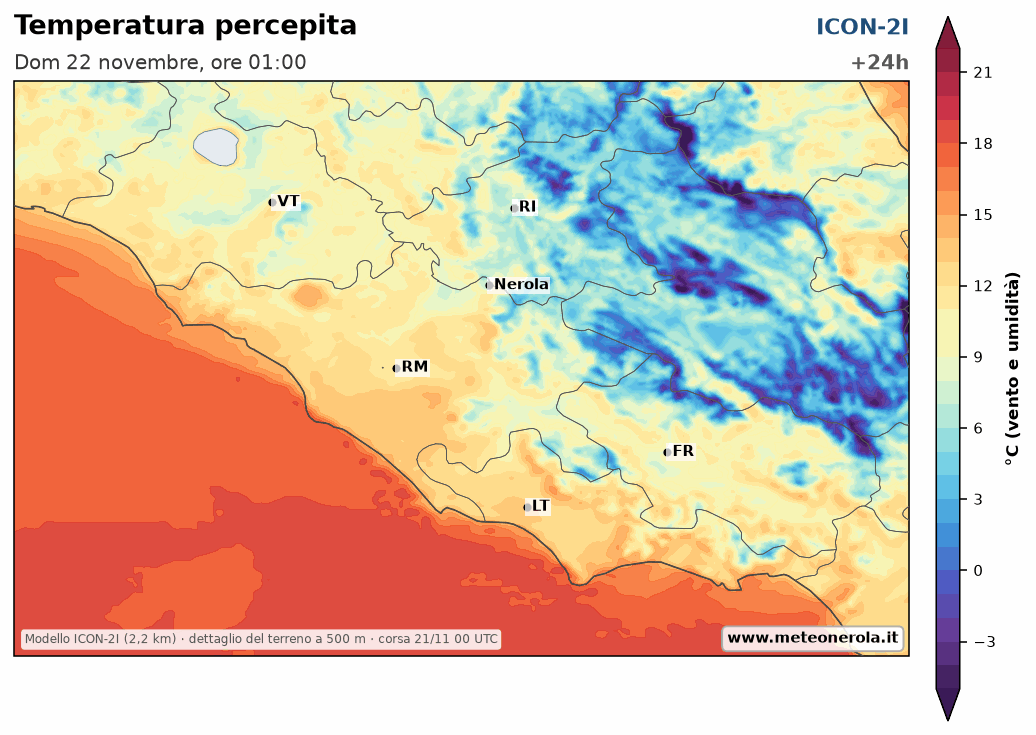 Temperatura percepita
ICON-2I
Dom 22 novembre, ore 01:00
+24h
VT
RI
Nerola
RM
FR
LT
Modello ICON-2I (2,2 km) · dettaglio del terreno a 500 m · corsa 21/11 00 UTC
www.meteonerola.it
21
18
15
12
9
6
3
0
−3
°C (vento e umidità)